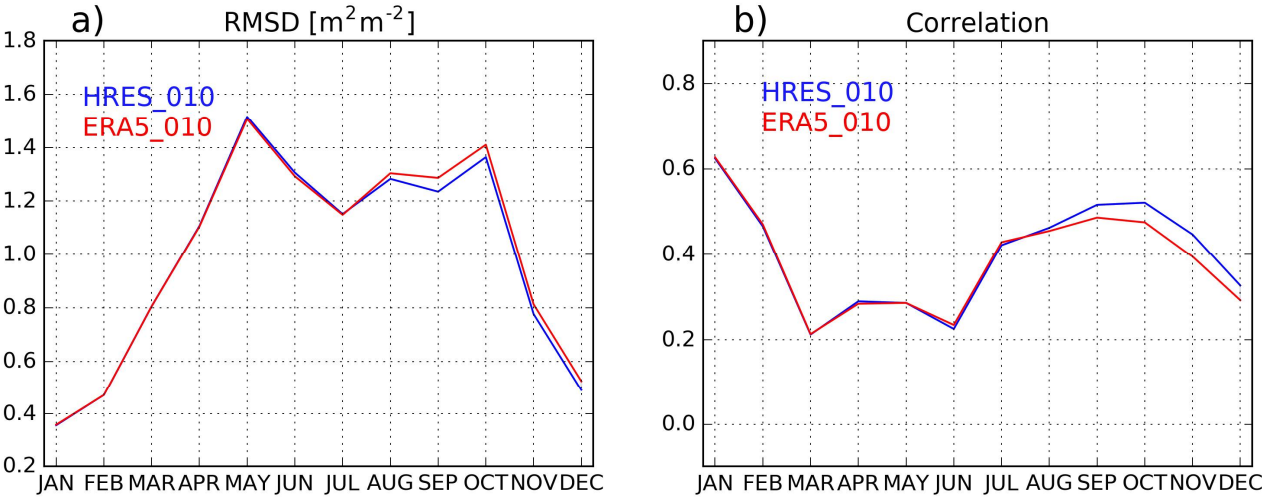 a) RMSD [m²m⁻²]
1.8
1.6
1.4
1.2
1.0
0.8
0.6
0.4
0.2
HRES_010
ERA5_010
JAN FEB MAR APR MAY JUN JUL AUG SEP OCT NOV DEC
b) Correlation
0.8
0.6
0.4
0.2
0.0
HRES_010
ERA5_010
JAN FEB MAR APR MAY JUN JUL AUG SEP OCT NOV DEC